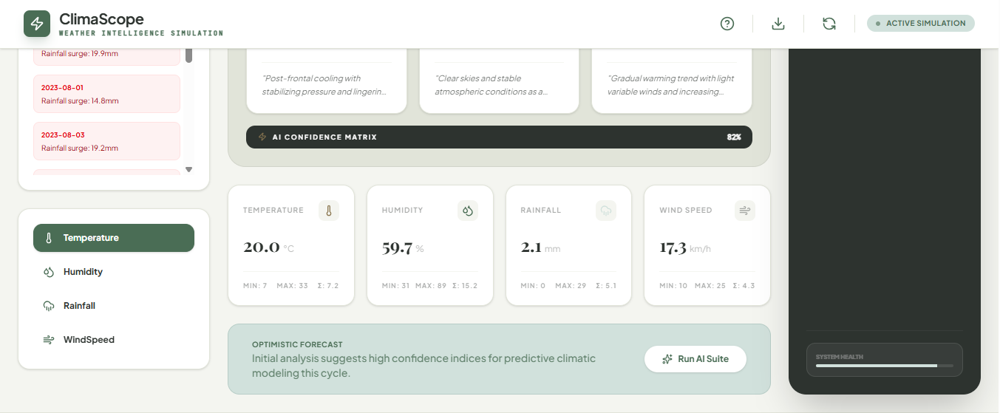 ClimaScope
WEATHER INTELLIGENCE SIMULATION
ACTIVE SIMULATION
Rainfall surge: 19.9mm
2023-08-01
Rainfall surge: 14.8mm
2023-08-03
Rainfall surge: 19.2mm
Temperature
Humidity
Rainfall
WindSpeed
"Post-frontal cooling with
stabilizing pressure and lingerin...
"Clear skies and stable
atmospheric conditions as a...
"Gradual warming trend with light
variable winds and increasing...
AI CONFIDENCE MATRIX
82%
TEMPERATURE
20.0 °C
MIN: 7 MAX: 33 Σ: 7.2
HUMIDITY
59.7 %
MIN: 31 MAX: 89 Σ: 15.2
RAINFALL
2.1 mm
MIN: 0 MAX: 29 Σ: 5.1
WIND SPEED
17.3 km/h
MIN: 10 MAX: 25 Σ: 4.3
OPTIMISTIC FORECAST
Initial analysis suggests high confidence indices for predictive climatic
modeling this cycle.
Run AI Suite
SYSTEM HEALTH